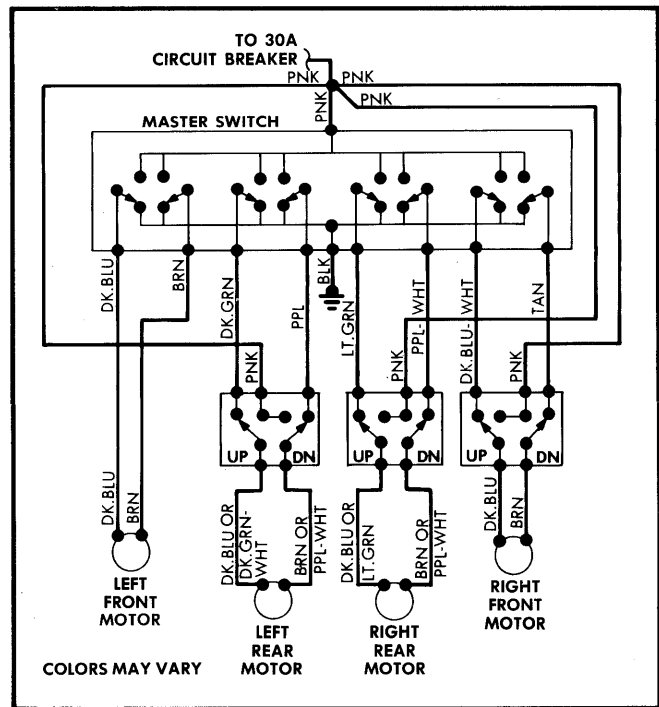 TO 30A
CIRCUIT BREAKER
PNK
PNK
PNK
PNK
MASTER SWITCH
DK.BLU
BRN
DK.GRN
PPL
BLK
LT.GRN
PPL-WHT
DK.BLU-WHT
TAN
PNK
PNK
PNK
UP
DN
UP
DN
UP
DN
DK.BLU
BRN
DK.BLU OR
DK.GRN-
WHT
BRN OR
PPL-WHT
DK.BLU OR
LT.GRN
BRN OR
PPL-WHT
DK.BLU
BRN
LEFT
FRONT
MOTOR
LEFT
REAR
MOTOR
RIGHT
REAR
MOTOR
RIGHT
FRONT
MOTOR
COLORS MAY VARY